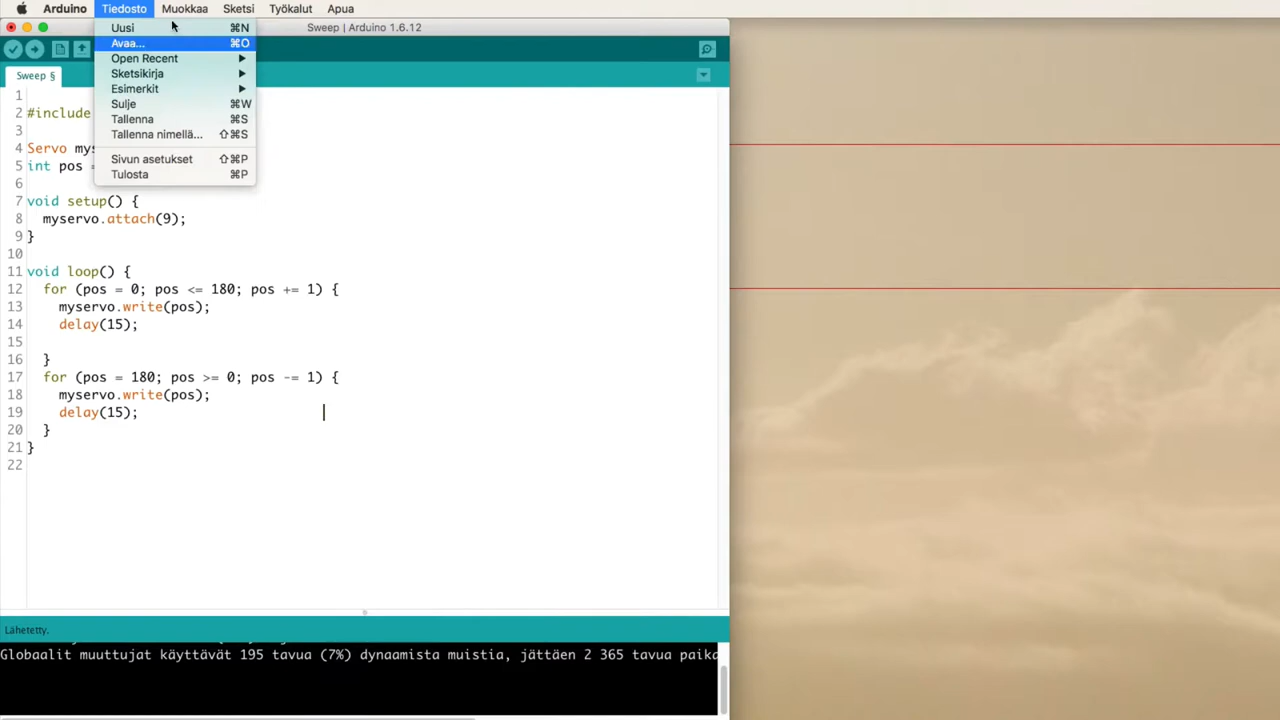 Arduino Tiedosto Muokkaa Sketsi Työkalut Apua
Sweep | Arduino 1.6.12
Uusi ⌘N
Avaa... ⌘O
Open Recent ▶
Sketsikirja ▶
Esimerkit ▶
Sulje ⌘W
Tallenna ⌘S
Tallenna nimellä... ⇧⌘S
Sivun asetukset ⇧⌘P
Tulosta ⌘P
Sweep §
1
2 #include
3
4 Servo mys
5 int pos =
6
7 void setup() {
8 myservo.attach(9);
9 }
10
11 void loop() {
12 for (pos = 0; pos <= 180; pos += 1) {
13 myservo.write(pos);
14 delay(15);
15
16 }
17 for (pos = 180; pos >= 0; pos -= 1) {
18 myservo.write(pos);
19 delay(15);
20 }
21 }
22
Lähetetty.
Globaalit muuttujat käyttävät 195 tavua (7%) dynaamista muistia, jättäen 2 365 tavua paika